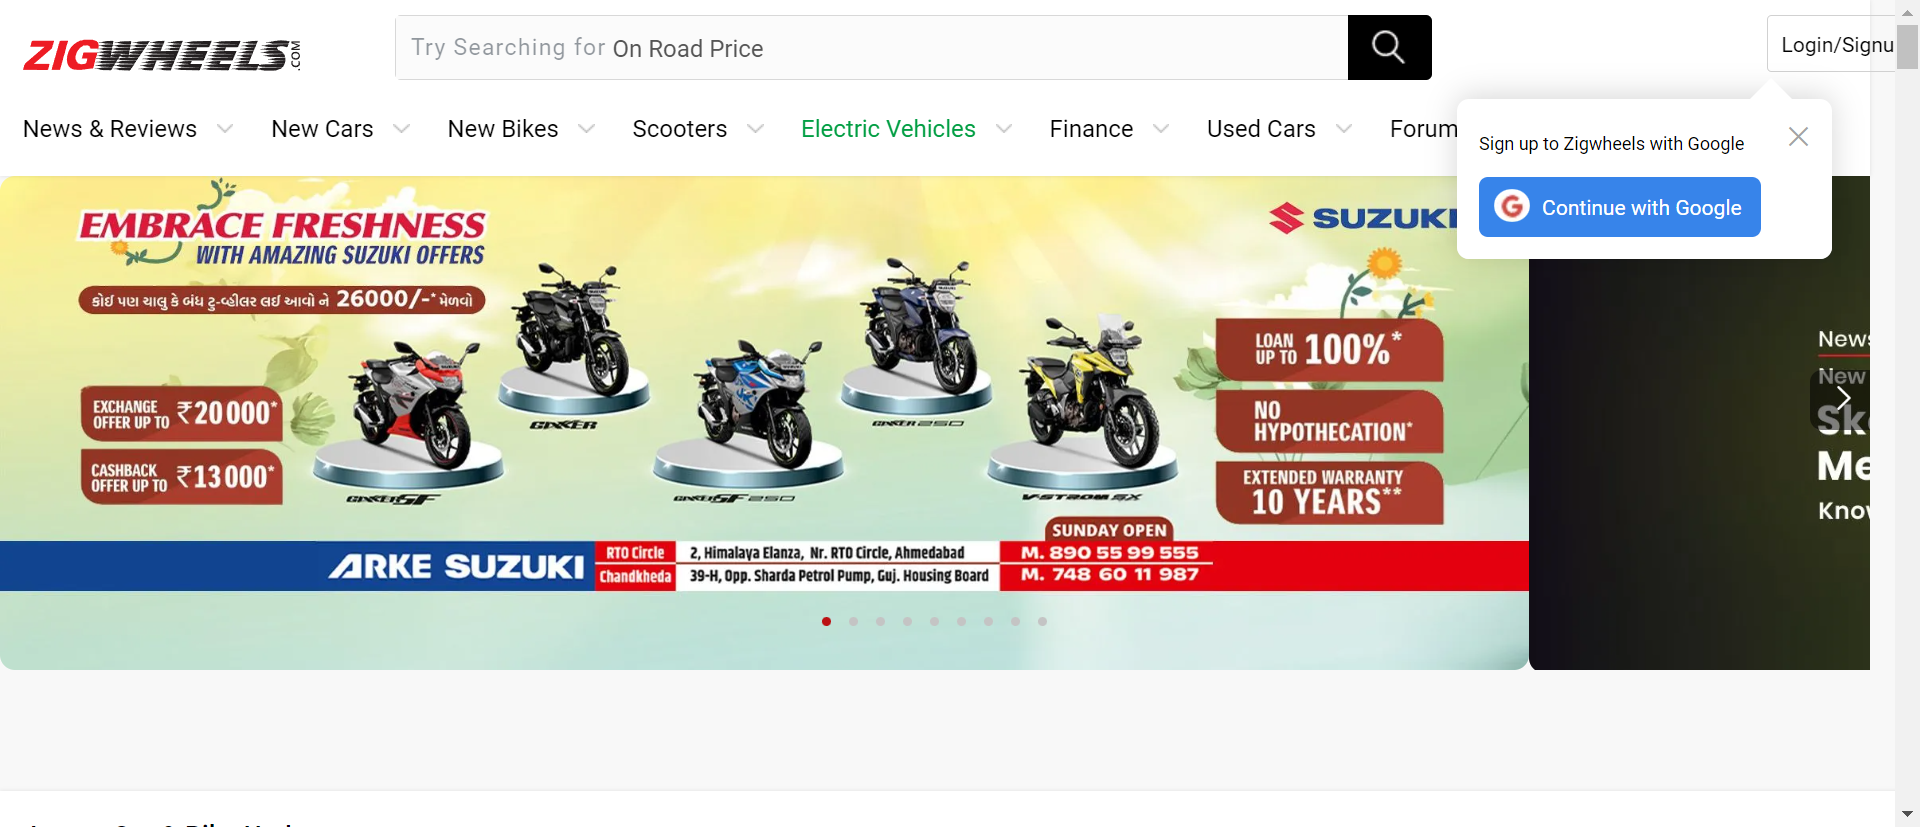 ZIGWHEELS.COM
Try Searching for On Road Price
Login/Signu
News & Reviews
New Cars
New Bikes
Scooters
Electric Vehicles
Finance
Used Cars
Forum
Sign up to Zigwheels with Google
Continue with Google
EMBRACE FRESHNESS
WITH AMAZING SUZUKI OFFERS
કોઈ પણ ચાલુ કે બંધ ટુ-વ્હીલર લઈ આવો ને 26000/-* મેળવો
SUZUKI
EXCHANGE
OFFER UP TO ₹20000*
CASHBACK
OFFER UP TO ₹13000*
GIXXER
GIXXER 250
GIXXER SF
GIXXER SF 250
V-STROM SX
LOAN
UP TO 100%*
NO
HYPOTHECATION*
EXTENDED WARRANTY
10 YEARS**
SUNDAY OPEN
ARKE SUZUKI
RTO Circle
2, Himalaya Elanza, Nr. RTO Circle, Ahmedabad
M. 890 55 99 555
Chandkheda
39-H, Opp. Sharda Petrol Pump, Guj. Housing Board
M. 748 60 11 987
News
New
Sk
Me
Know